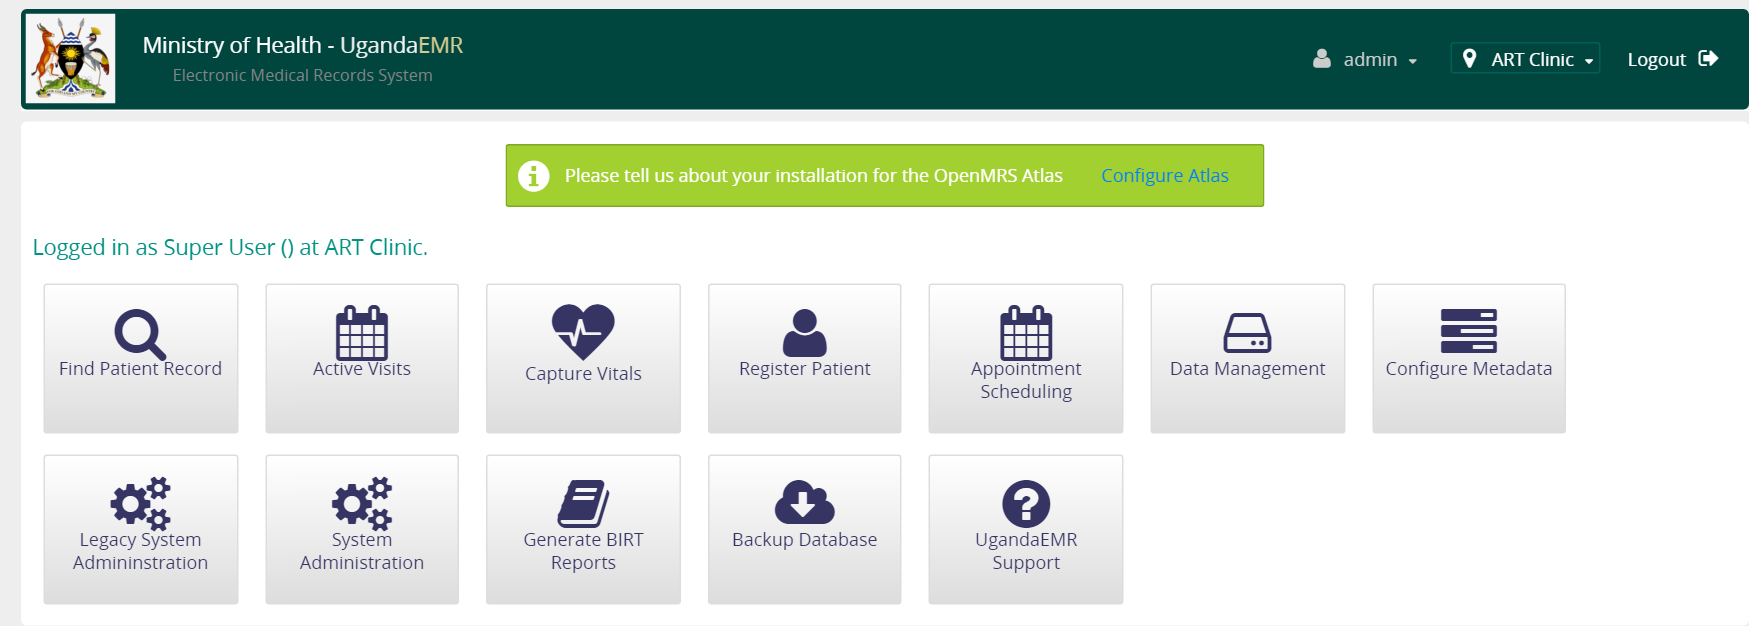 Ministry of Health - UgandaEMR
Electronic Medical Records System
admin
ART Clinic
Logout
Please tell us about your installation for the OpenMRS Atlas Configure Atlas
Logged in as Super User () at ART Clinic.
Find Patient Record
Active Visits
Capture Vitals
Register Patient
Appointment
Scheduling
Data Management
Configure Metadata
Legacy System
Admininstration
System
Administration
Generate BIRT
Reports
Backup Database
UgandaEMR
Support